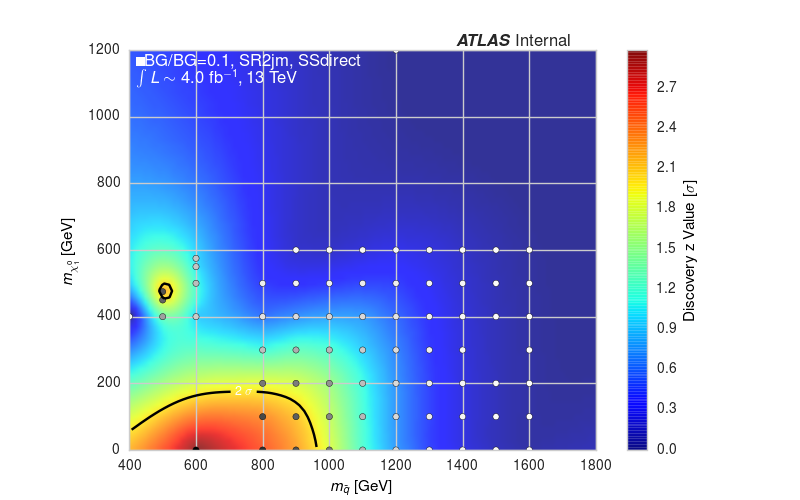 ATLAS Internal
■BG/BG=0.1, SR2jm, SSdirect
∫ L ∼ 4.0 fb⁻¹, 13 TeV
1200
1000
800
600
400
200
0
400 600 800 1000 1200 1400 1600 1800
m_q̃ [GeV]
m_χ̃₁⁰ [GeV]
2 σ
2.7
2.4
2.1
1.8
1.5
1.2
0.9
0.6
0.3
0.0
Discovery z Value [σ]